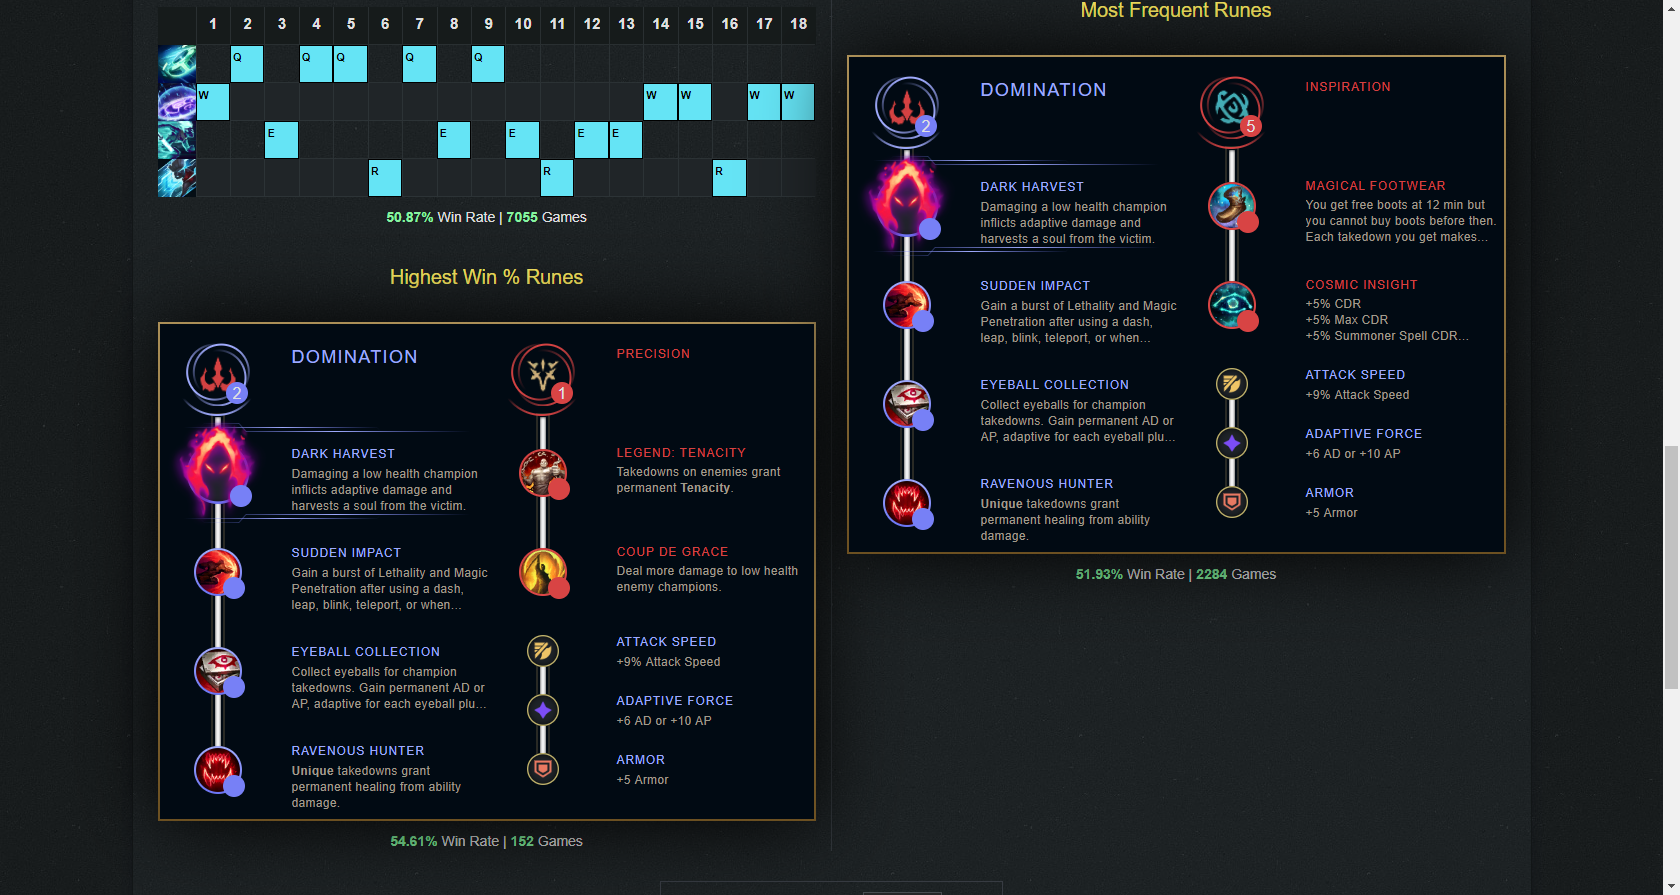 1 2 3 4 5 6 7 8 9 10 11 12 13 14 15 16 17 18
Q Q Q Q Q
W W W W W
E E E E E
R R R
50.87% Win Rate | 7055 Games
Highest Win % Runes
DOMINATION
2
DARK HARVEST
Damaging a low health champion
inflicts adaptive damage and
harvests a soul from the victim.
SUDDEN IMPACT
Gain a burst of Lethality and Magic
Penetration after using a dash,
leap, blink, teleport, or when...
EYEBALL COLLECTION
Collect eyeballs for champion
takedowns. Gain permanent AD or
AP, adaptive for each eyeball plu...
RAVENOUS HUNTER
Unique takedowns grant
permanent healing from ability
damage.
PRECISION
1
LEGEND: TENACITY
Takedowns on enemies grant
permanent Tenacity.
COUP DE GRACE
Deal more damage to low health
enemy champions.
ATTACK SPEED
+9% Attack Speed
ADAPTIVE FORCE
+6 AD or +10 AP
ARMOR
+5 Armor
54.61% Win Rate | 152 Games
Most Frequent Runes
DOMINATION
2
DARK HARVEST
Damaging a low health champion
inflicts adaptive damage and
harvests a soul from the victim.
SUDDEN IMPACT
Gain a burst of Lethality and Magic
Penetration after using a dash,
leap, blink, teleport, or when...
EYEBALL COLLECTION
Collect eyeballs for champion
takedowns. Gain permanent AD or
AP, adaptive for each eyeball plu...
RAVENOUS HUNTER
Unique takedowns grant
permanent healing from ability
damage.
INSPIRATION
5
MAGICAL FOOTWEAR
You get free boots at 12 min but
you cannot buy boots before then.
Each takedown you get makes...
COSMIC INSIGHT
+5% CDR
+5% Max CDR
+5% Summoner Spell CDR...
ATTACK SPEED
+9% Attack Speed
ADAPTIVE FORCE
+6 AD or +10 AP
ARMOR
+5 Armor
51.93% Win Rate | 2284 Games